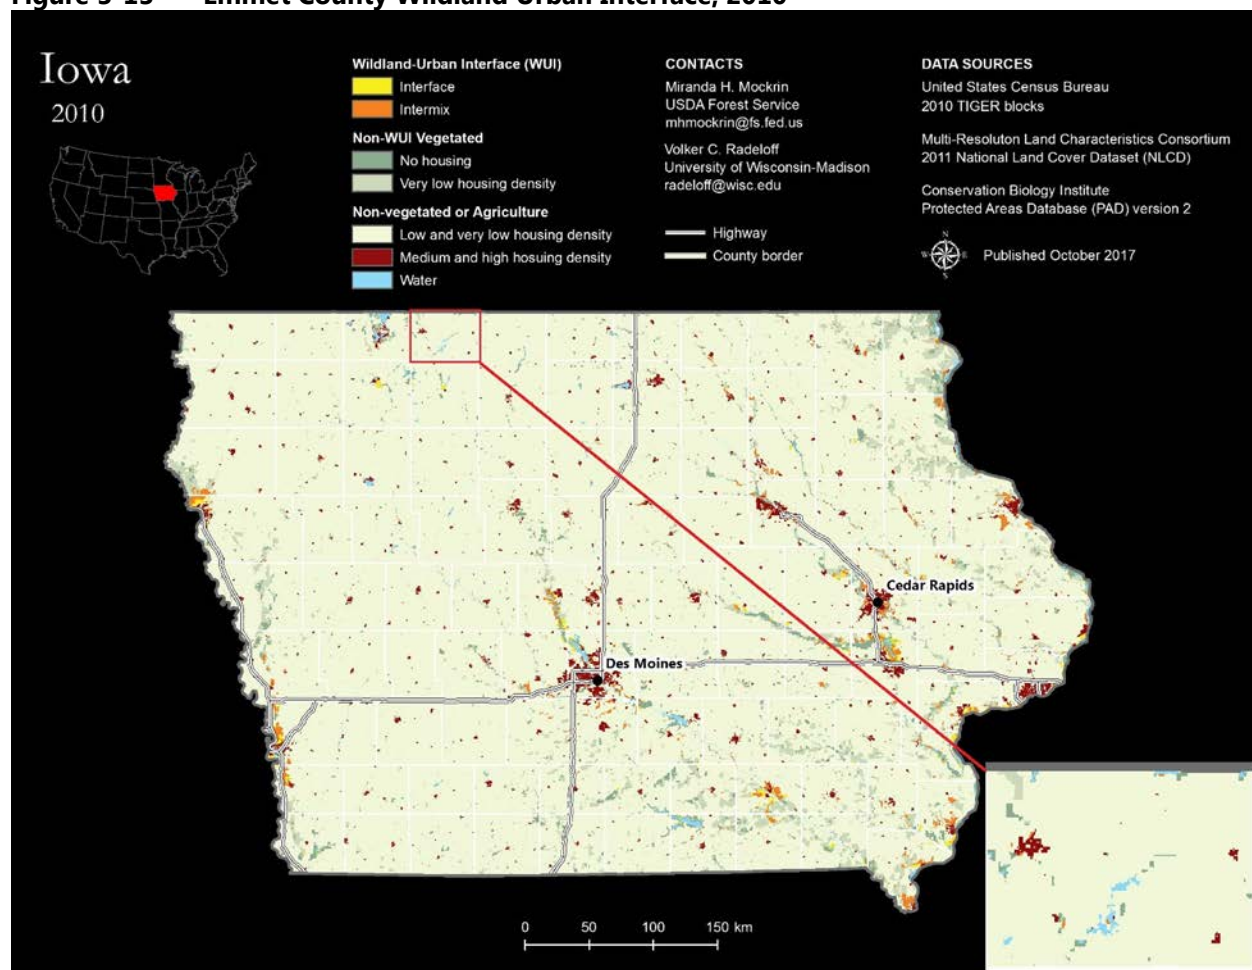 Figure 3-13 Emmet County Wildland Urban Interface, 2010
Iowa
2010
Wildland-Urban Interface (WUI)
Interface
Intermix
Non-WUI Vegetated
No housing
Very low housing density
Non-vegetated or Agriculture
Low and very low housing density
Medium and high hosuing density
Water
CONTACTS
Miranda H. Mockrin
USDA Forest Service
mhmockrin@fs.fed.us
Volker C. Radeloff
University of Wisconsin-Madison
radeloff@wisc.edu
Highway
County border
DATA SOURCES
United States Census Bureau
2010 TIGER blocks
Multi-Resoluton Land Characteristics Consortium
2011 National Land Cover Dataset (NLCD)
Conservation Biology Institute
Protected Areas Database (PAD) version 2
N
W E
S
Published October 2017
Cedar Rapids
Des Moines
0 50 100 150 km